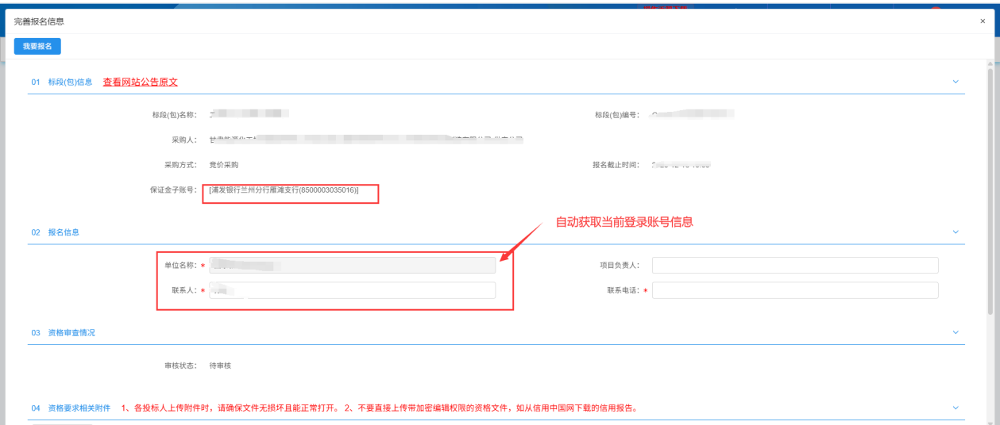 完善报名信息
×
我要报名
01 标段(包)信息 查看网站公告原文
标段(包)名称： 标段(包)编号：
采购人：
采购方式： 竞价采购 报名截止时间：
保证金子账号： [浦发银行兰州分行雁滩支行(8500003035016)]
自动获取当前登录账号信息
02 报名信息
单位名称：* 项目负责人：
联系人：* 联系电话：*
03 资格审查情况
审核状态： 待审核
04 资格要求相关附件 1、各投标人上传附件时，请确保文件无损坏且能正常打开。 2、不要直接上传带加密编辑权限的资格文件，如从信用中国网下载的信用报告。